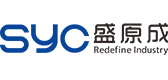 syc 盛原成
Redefine Industry